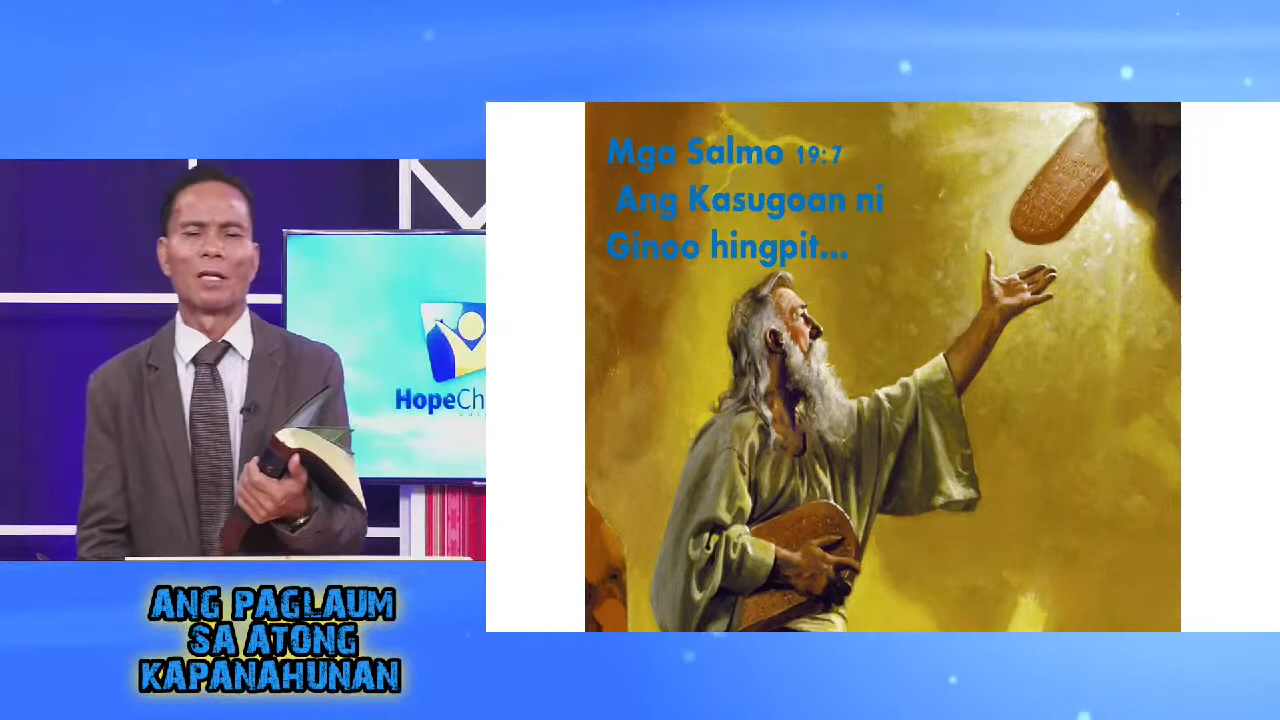 Mga Salmo 19:7
Ang Kasugoan ni
Ginoo hingpit...
HopeCh
ANG PAGLAUM
SA ATONG
KAPANAHUNAN